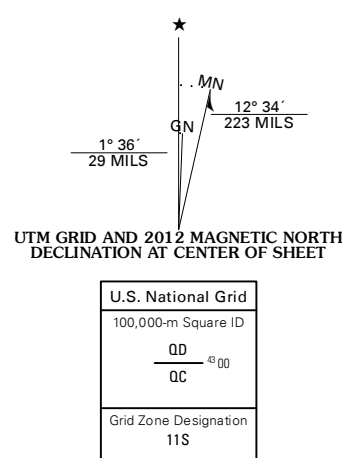 ★
MN
12° 34´
223 MILS
GN
1° 36´
29 MILS
UTM GRID AND 2012 MAGNETIC NORTH
DECLINATION AT CENTER OF SHEET
U.S. National Grid
100,000-m Square ID
QD
43 00
QC
Grid Zone Designation
11S